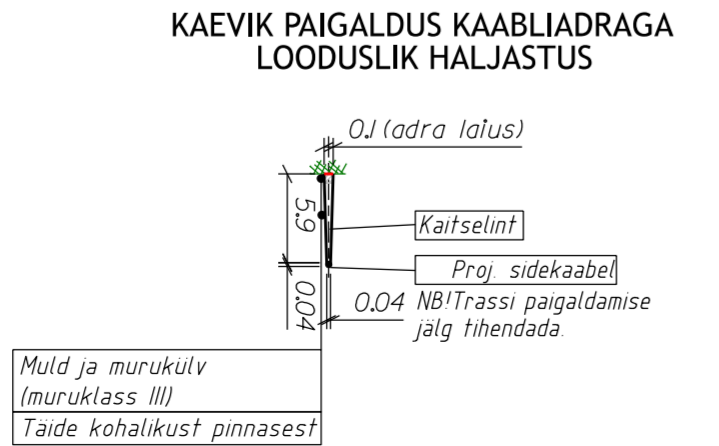 KAEVIK PAIGALDUS KAABLIADRAGA
LOODUSLIK HALJASTUS
0.1 (adra laius)
5.9
Kaitselint
Proj. sidekaabel
0.04
0.04 NB!Trassi paigaldamise
jälg tihendada.
Muld ja murukülv
(muruklass III)
Täide kohalikust pinnasest